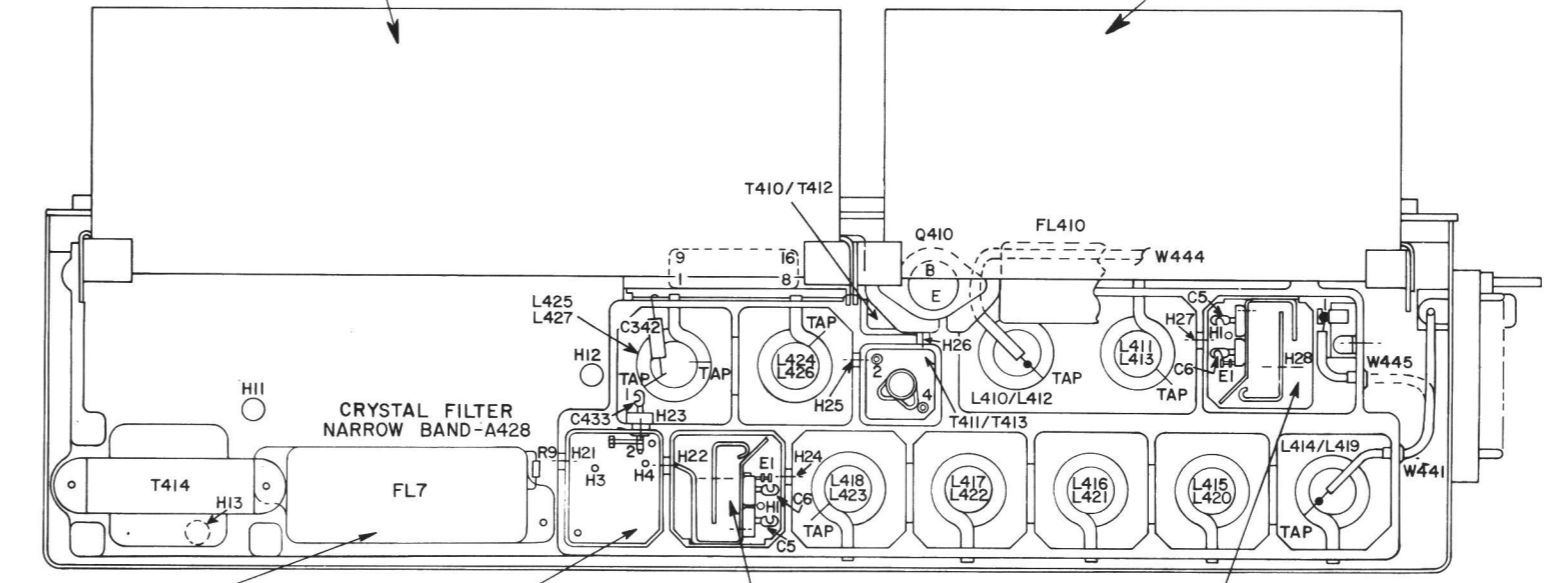 T410/T412
Q410
FL410
W444
B
E
9
16
1
8
L425
L427
C342
TAP
TAP
TAP
TAP
L424
L426
H12
H11
H25
2
4
H26
T411/T413
L410/L412
TAP
L411
L413
TAP
H27
C5
H1
C6
E1
H28
W445
CRYSTAL FILTER
NARROW BAND-A428
C433
H23
2
R9
H21
H3
H4
H22
E1
H24
C6
H1
C5
T414
H13
FL7
L418
L423
TAP
L417
L422
L416
L421
L415
L420
L414/L419
W441
TAP